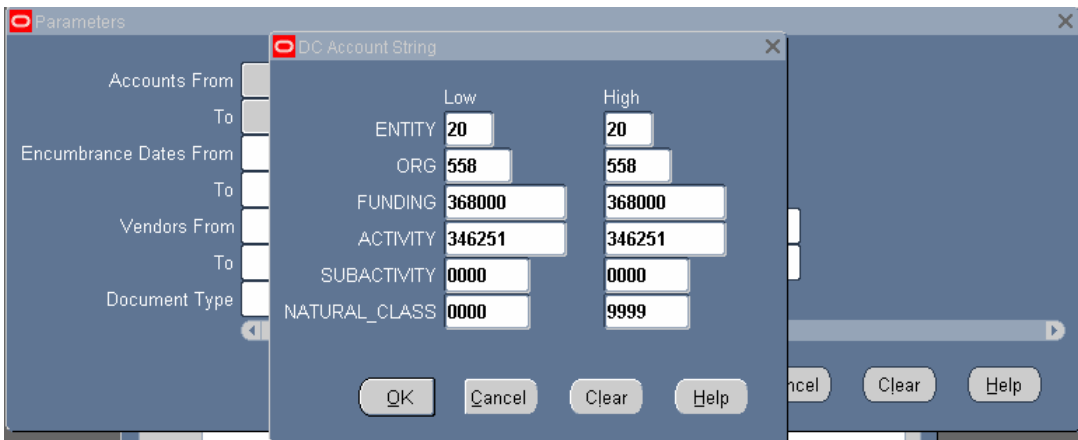 Parameters
DC Account String
Accounts From
To
Encumbrance Dates From
To
Vendors From
To
Document Type
Low High
ENTITY 20 20
ORG 558 558
FUNDING 368000 368000
ACTIVITY 346251 346251
SUBACTIVITY 0000 0000
NATURAL_CLASS 0000 9999
OK Cancel Clear Help
Clear Help